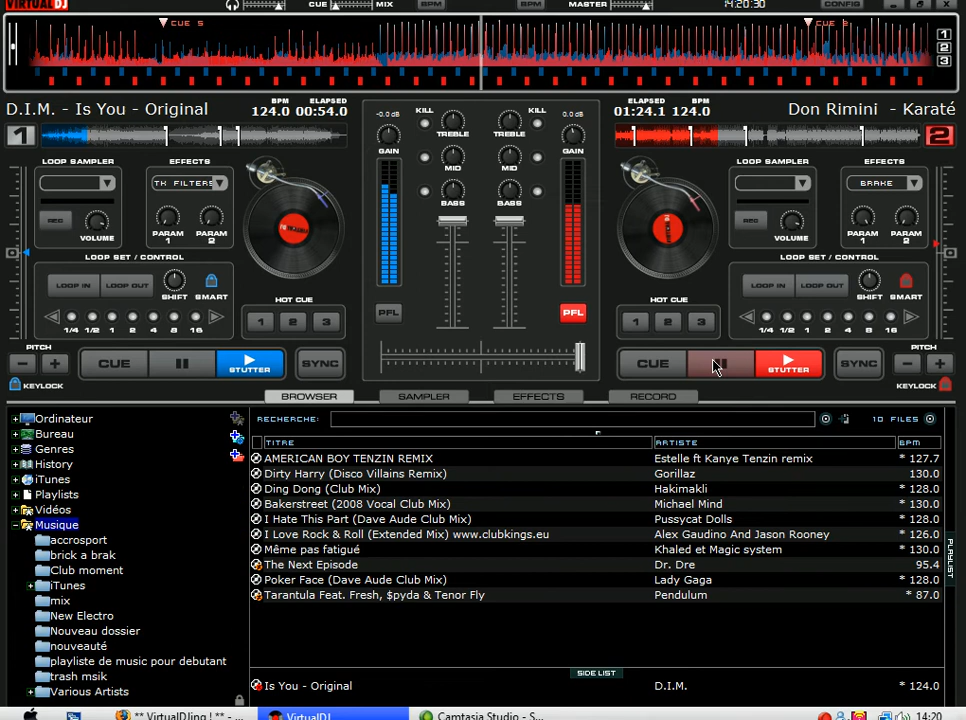 VIRTUALDJ CUE MIX BPM BPM MASTER 14:20:30 CONFIG
CUE 5 CUE 2
1
2
3
D.I.M. - Is You - Original BPM ELAPSED 124.0 00:54.0
ELAPSED BPM 01:24.1 124.0 Don Rimini - Karaté
1 2
-0.0 dB KILL KILL 0.0 dB
GAIN TREBLE TREBLE GAIN
MID MID
BASS BASS
LOOP SAMPLER EFFECTS LOOP SAMPLER EFFECTS
TK FILTERS BRAKE
REC VOLUME PARAM 1 PARAM 2 REC VOLUME PARAM 1 PARAM 2
LOOP SET / CONTROL LOOP SET / CONTROL
LOOP IN LOOP OUT SHIFT SMART LOOP IN LOOP OUT SHIFT SMART
1/4 1/2 1 2 4 8 16 1/4 1/2 1 2 4 8 16
HOT CUE HOT CUE
1 2 3 1 2 3
PFL PFL
PITCH CUE STUTTER SYNC CUE STUTTER SYNC PITCH
KEYLOCK KEYLOCK
BROWSER SAMPLER EFFECTS RECORD
Ordinateur
Bureau
Genres
History
iTunes
Playlists
Vidéos
Musique
accrosport
brick a brak
Club moment
iTunes
mix
New Electro
Nouveau dossier
nouveauté
playliste de music pour debutant
trash msik
Various Artists
RECHERCHE: 10 FILES
TITRE ARTISTE BPM
AMERICAN BOY TENZIN REMIX Estelle ft Kanye Tenzin remix * 127.7
Dirty Harry (Disco Villains Remix) Gorillaz 130.0
Ding Dong (Club Mix) Hakimakli * 128.0
Bakerstreet (2008 Vocal Club Mix) Michael Mind * 130.0
I Hate This Part (Dave Aude Club Mix) Pussycat Dolls * 128.0
I Love Rock & Roll (Extended Mix) www.clubkings.eu Alex Gaudino And Jason Rooney * 126.0
Même pas fatigué Khaled et Magic system * 130.0
The Next Episode Dr. Dre 95.4
Poker Face (Dave Aude Club Mix) Lady Gaga * 128.0
Tarantula Feat. Fresh, $pyda & Tenor Fly Pendulum * 87.0
PLAYLIST
SIDE LIST
Is You - Original D.I.M. * 124.0
** VirtualDJing ! ** - ... VirtualDJ Camtasia Studio - S... 14:20